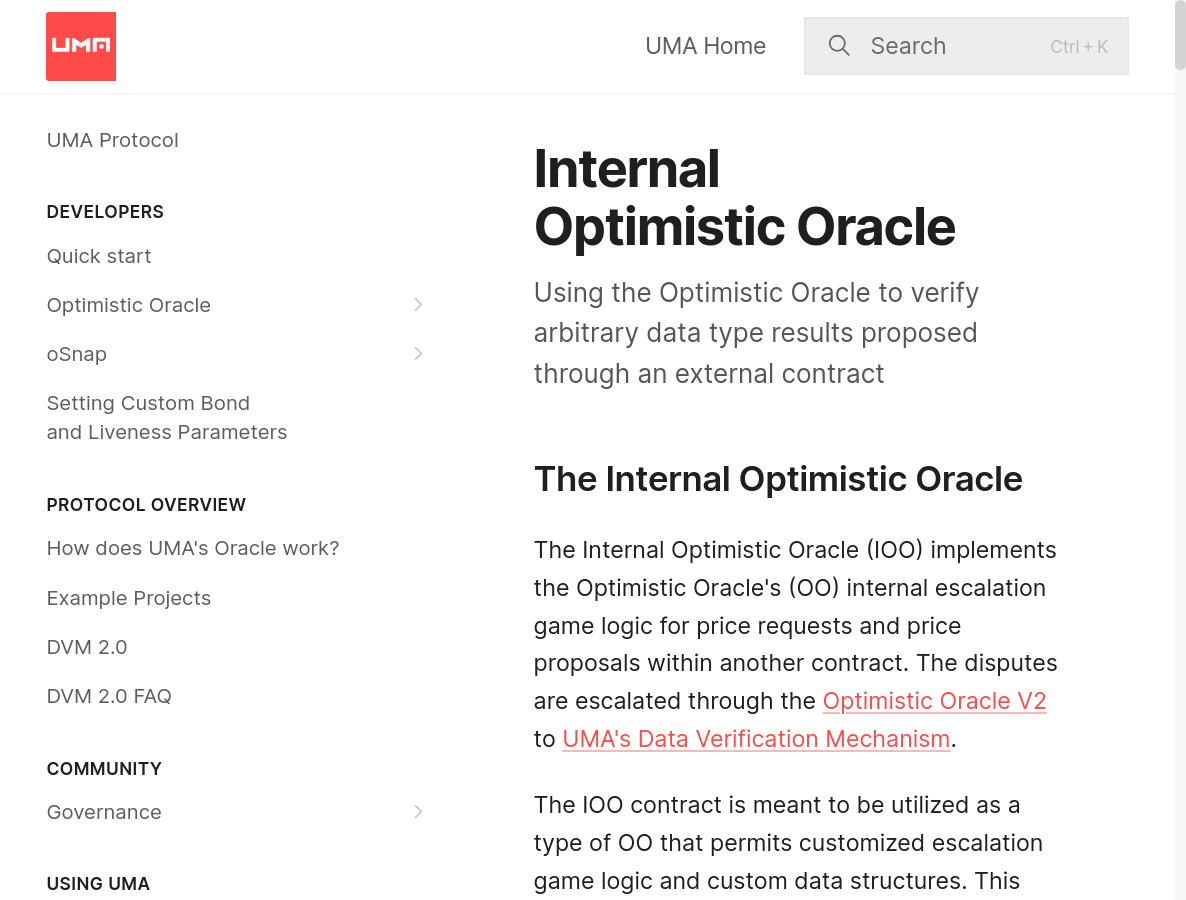 UMA
UMA Home
Search
Ctrl + K
UMA Protocol
DEVELOPERS
Quick start
Optimistic Oracle
oSnap
Setting Custom Bond
and Liveness Parameters
PROTOCOL OVERVIEW
How does UMA's Oracle work?
Example Projects
DVM 2.0
DVM 2.0 FAQ
COMMUNITY
Governance
USING UMA
Internal
Optimistic Oracle
Using the Optimistic Oracle to verify
arbitrary data type results proposed
through an external contract
The Internal Optimistic Oracle
The Internal Optimistic Oracle (IOO) implements
the Optimistic Oracle's (OO) internal escalation
game logic for price requests and price
proposals within another contract. The disputes
are escalated through the Optimistic Oracle V2
to UMA's Data Verification Mechanism.
The IOO contract is meant to be utilized as a
type of OO that permits customized escalation
game logic and custom data structures. This